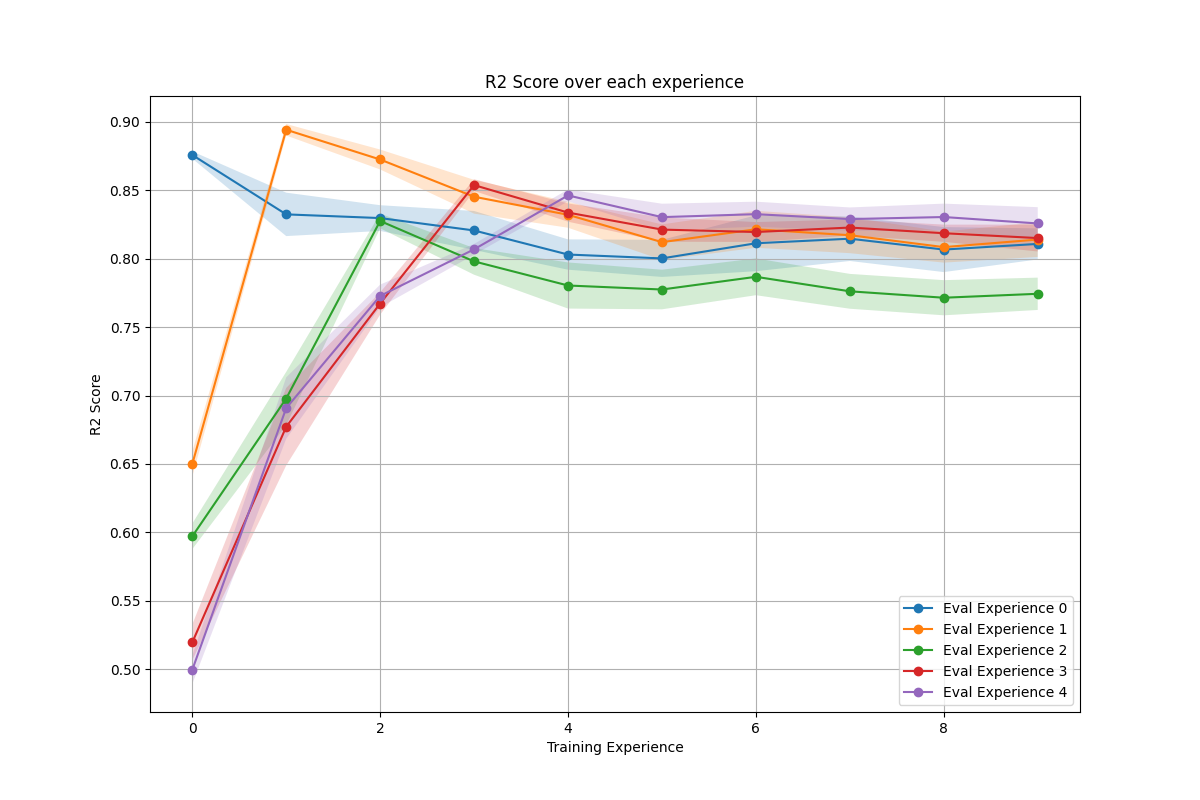 R2 Score over each experience
0.90
0.85
0.80
0.75
0.70
0.65
0.60
0.55
0.50
R2 Score
0 2 4 6 8
Training Experience
Eval Experience 0
Eval Experience 1
Eval Experience 2
Eval Experience 3
Eval Experience 4